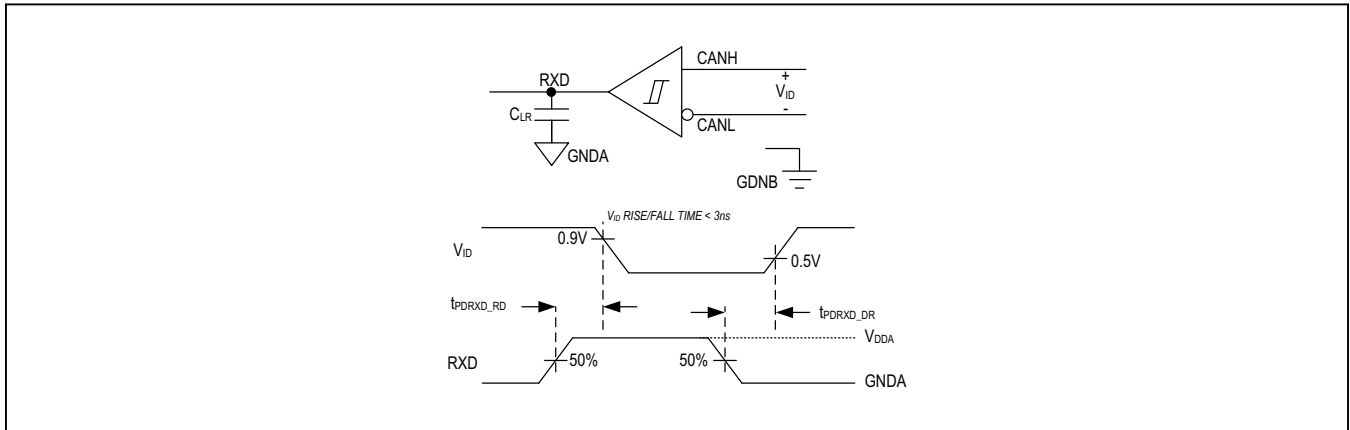 CANH
RXD
+
VID
-
CLR
CANL
GNDA
GDNB
VID RISE/FALL TIME < 3ns
0.9V
VID
0.5V
tPDRXD_RD
tPDRXD_DR
VDDA
RXD
50%
50%
GNDA